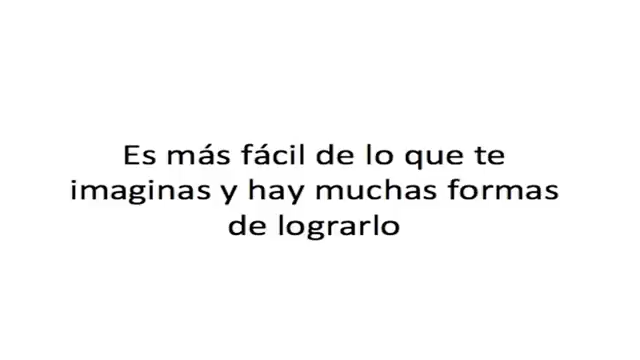 Es más fácil de lo que te
imaginas y hay muchas formas
de lograrlo